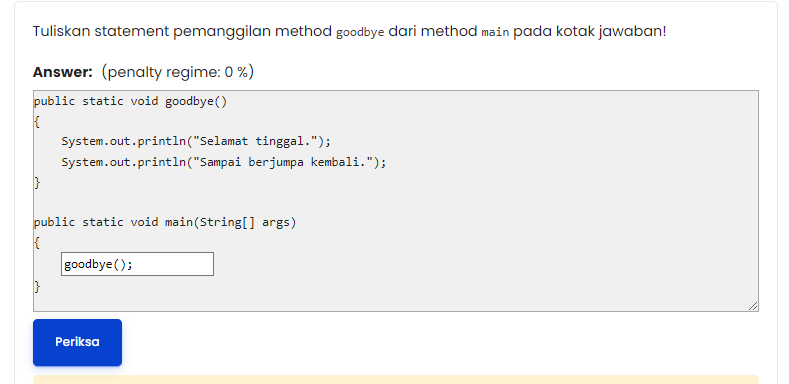 Tuliskan statement pemanggilan method goodbye dari method main pada kotak jawaban!
Answer: (penalty regime: 0 %)
public static void goodbye()
{
    System.out.println("Selamat tinggal.");
    System.out.println("Sampai berjumpa kembali.");
}

public static void main(String[] args)
{
    goodbye();
}
Periksa